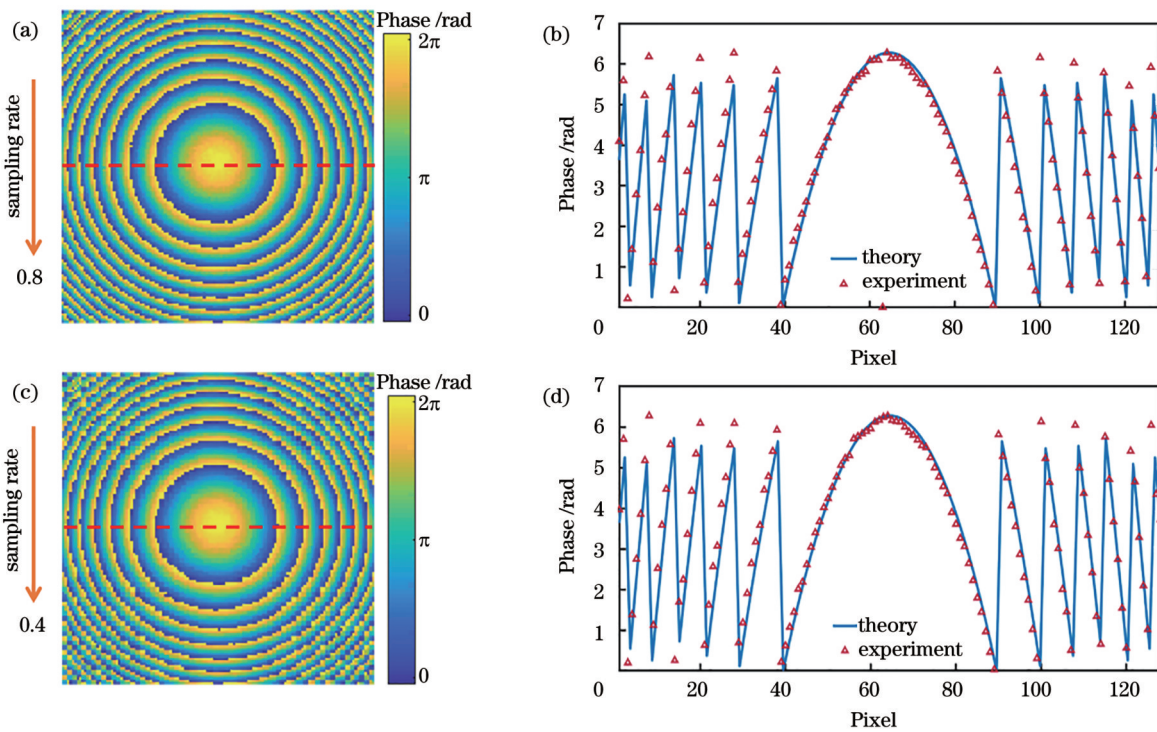 (a)
sampling rate
0.8
Phase /rad
2π
π
0
(b)
Phase /rad
7
6
5
4
3
2
1
0
20
40
60
80
100
120
Pixel
theory
experiment
(c)
sampling rate
0.4
Phase /rad
2π
π
0
(d)
Phase /rad
7
6
5
4
3
2
1
0
20
40
60
80
100
120
Pixel
theory
experiment